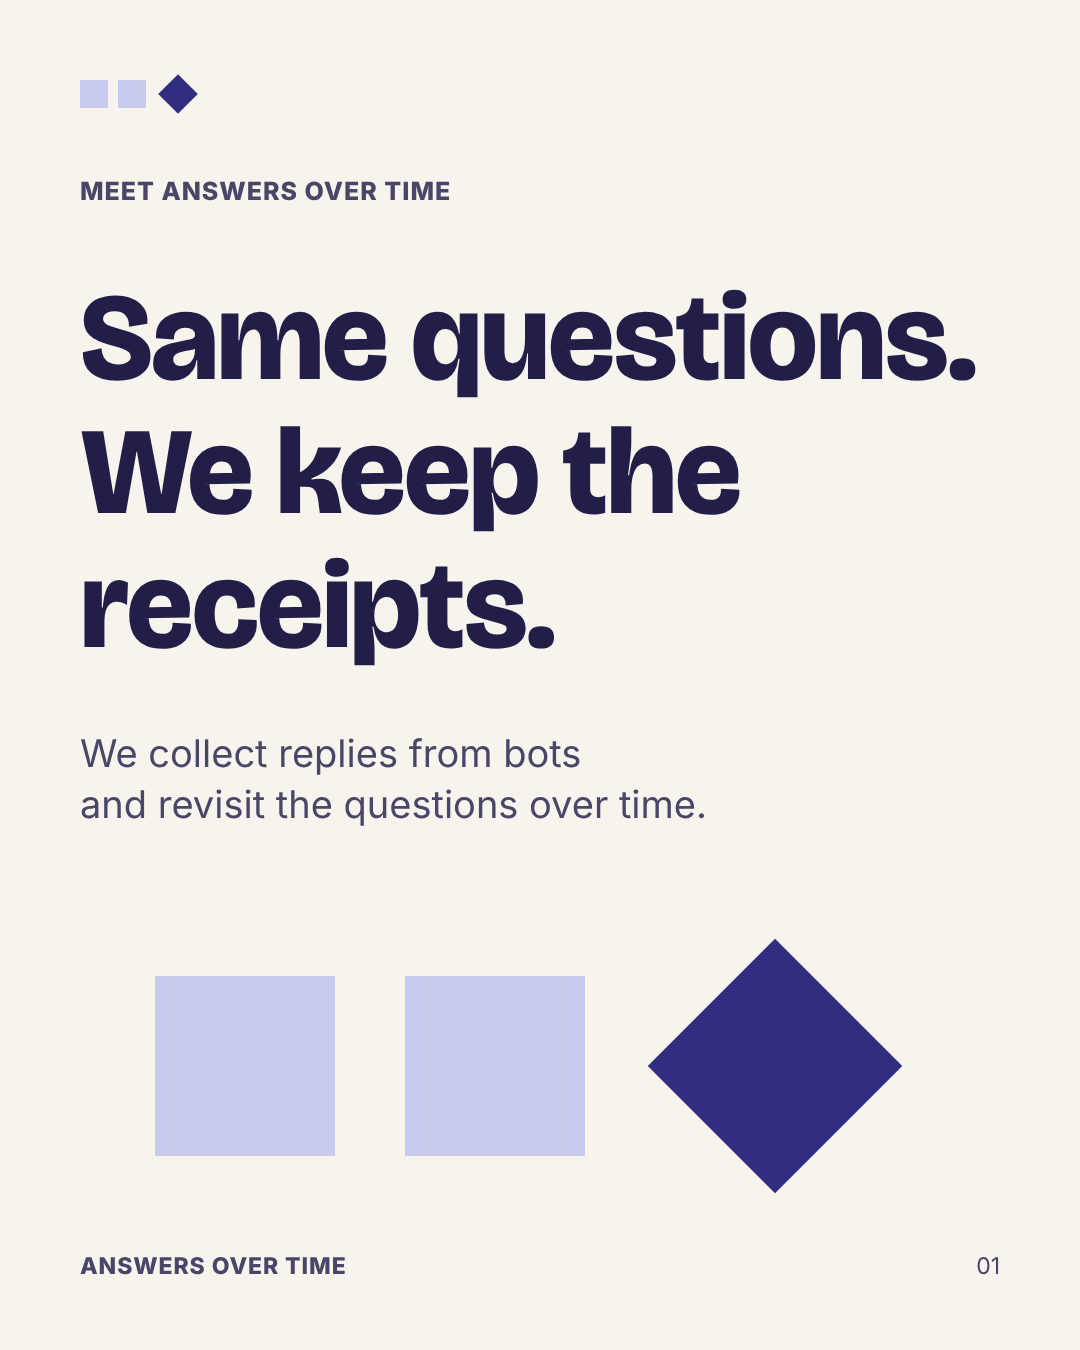 MEET ANSWERS OVER TIME
Same questions.
We keep the
receipts.
We collect replies from bots
and revisit the questions over time.
ANSWERS OVER TIME
01